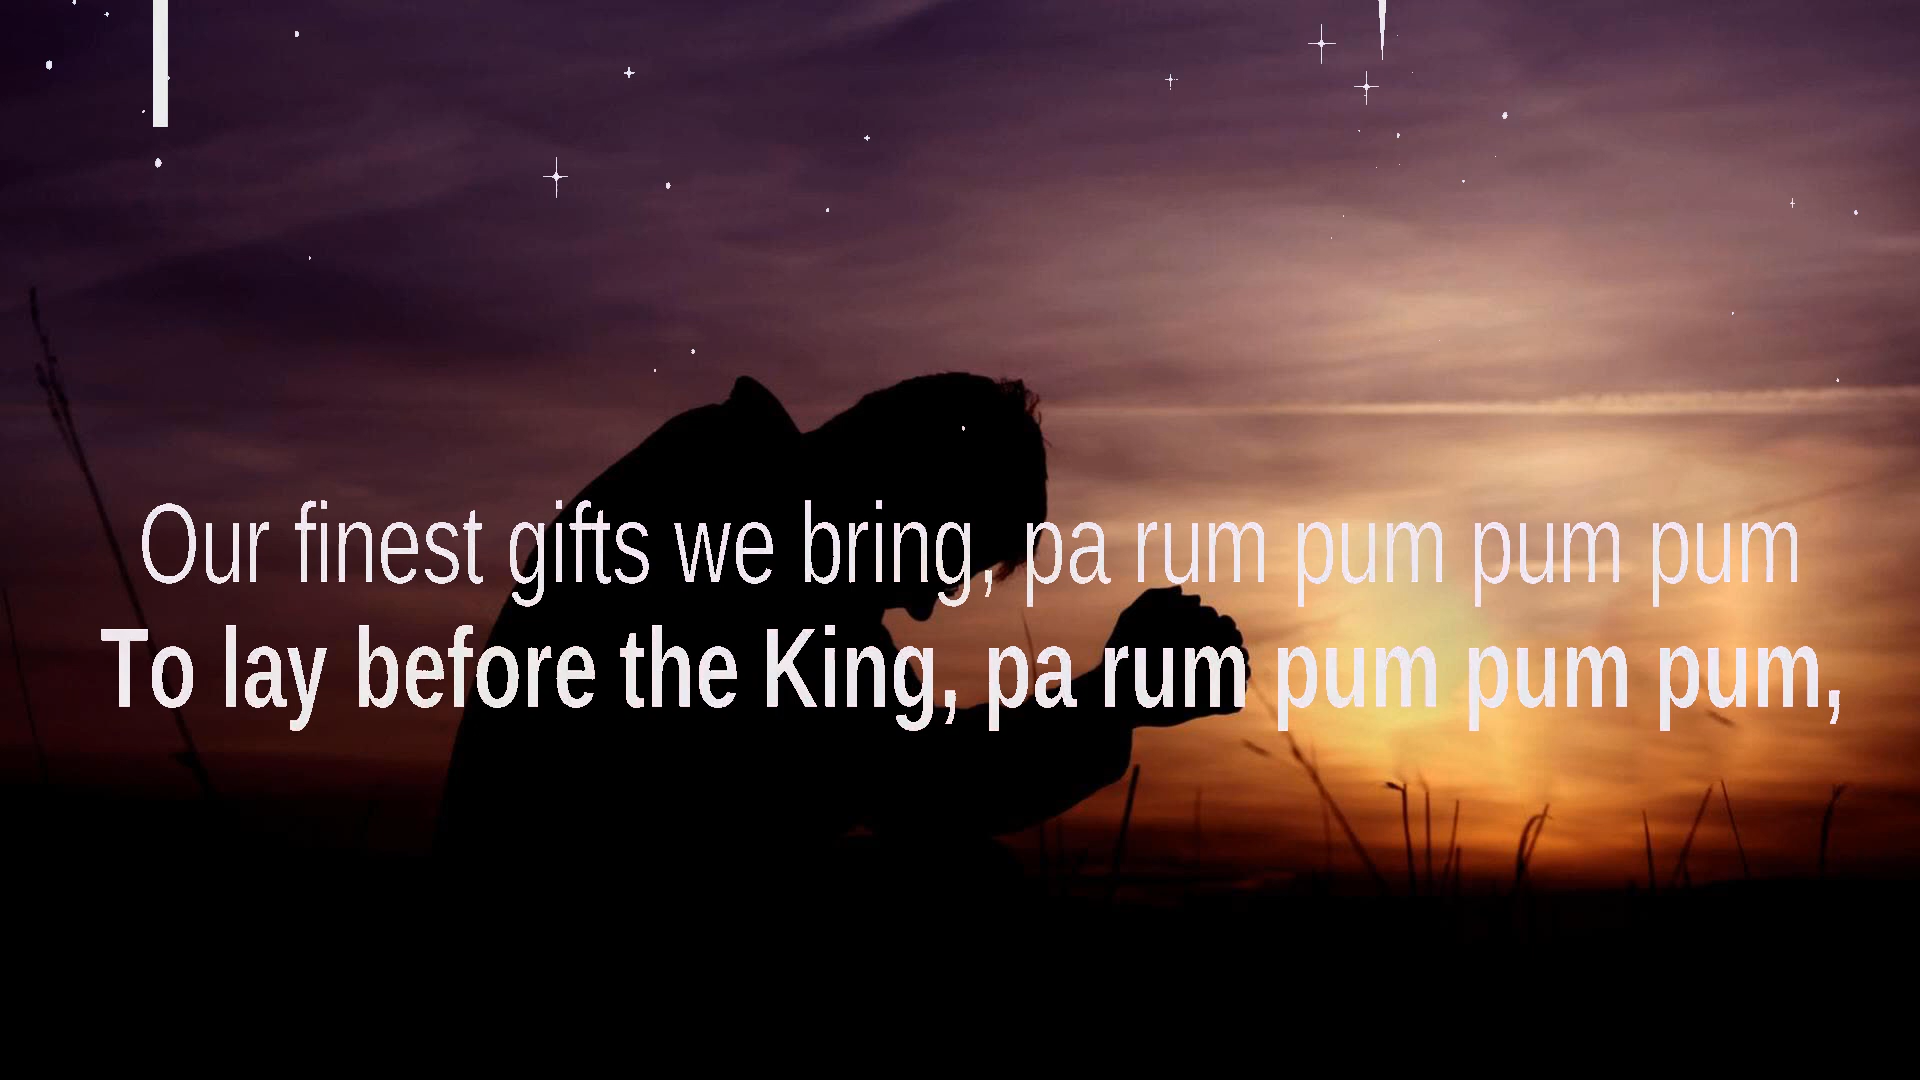 Our finest gifts we bring, pa rum pum pum pum
To lay before the King, pa rum pum pum pum,